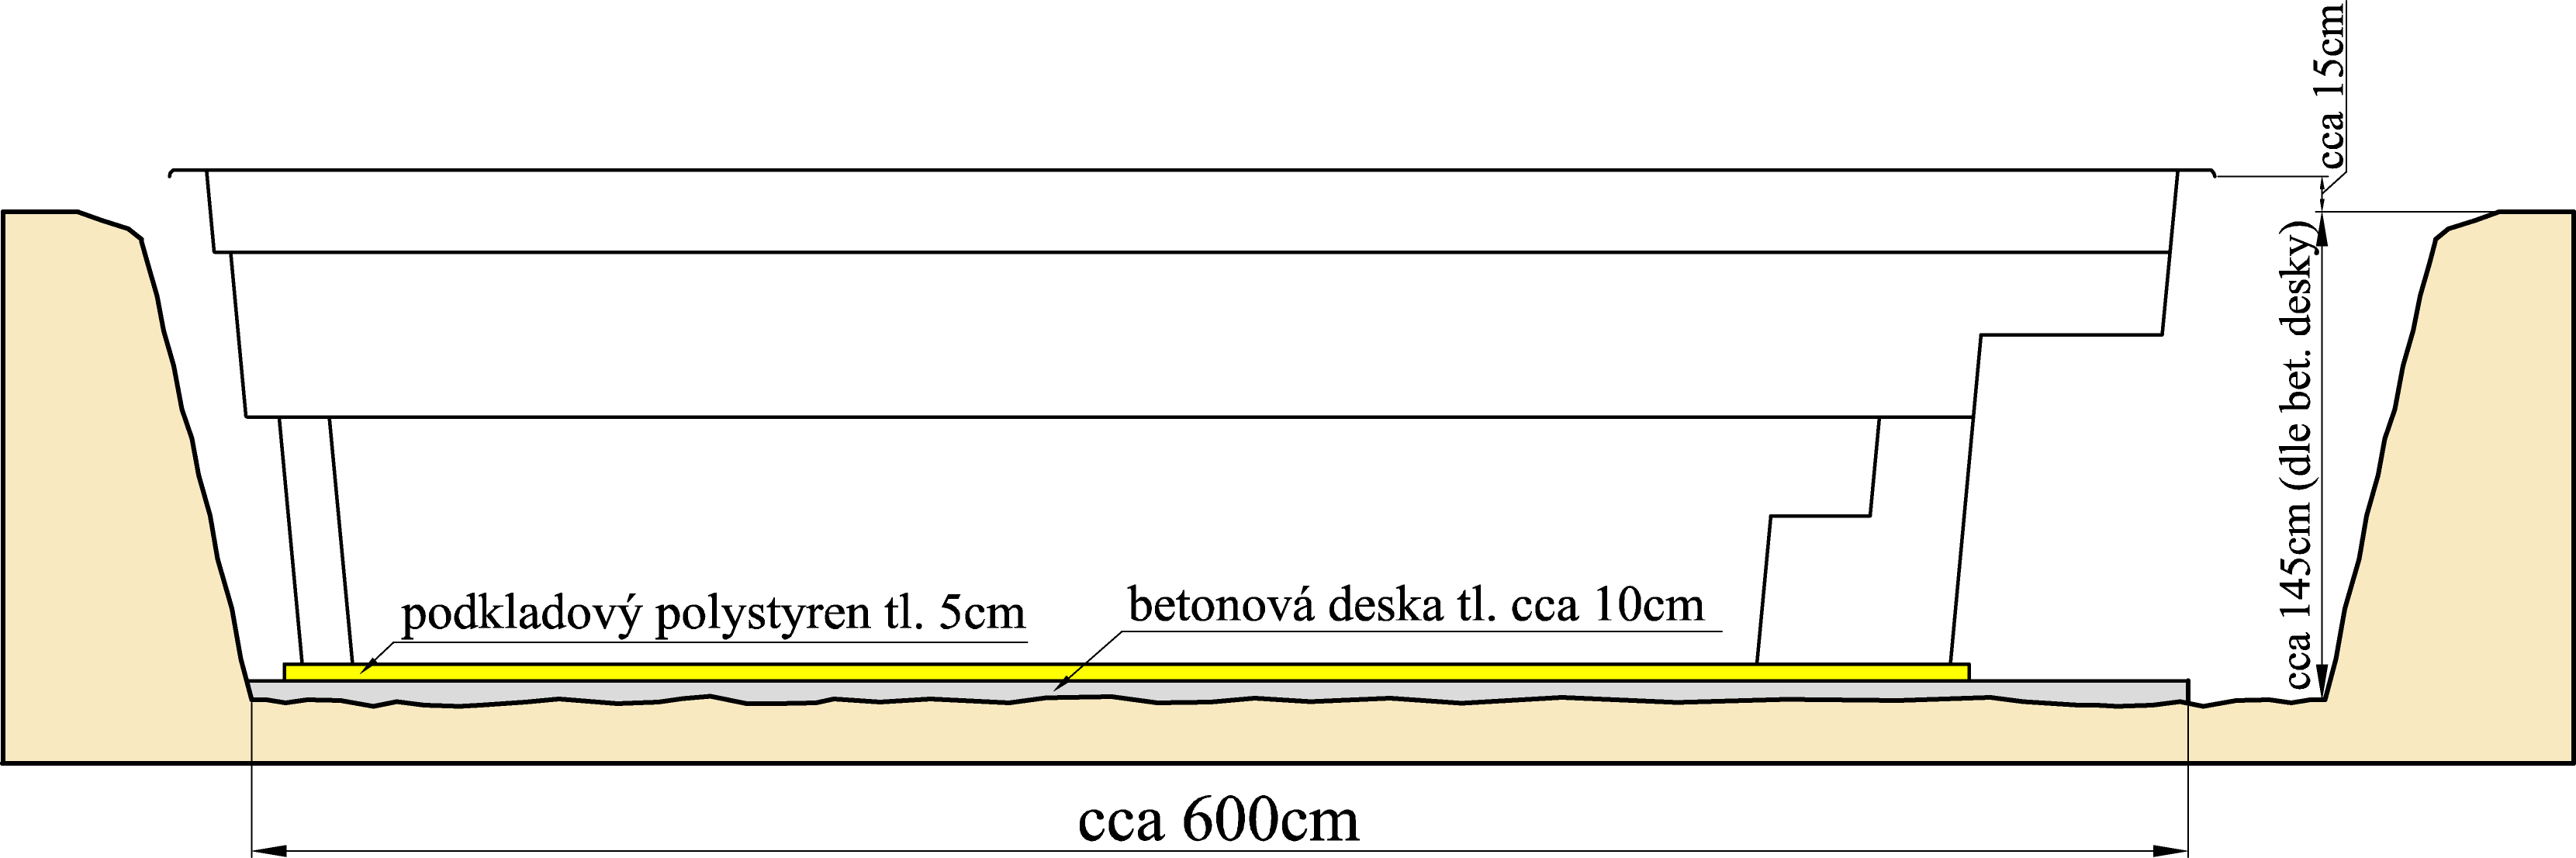 cca 15cm
cca 145cm (dle bet. desky)
podkladový polystyren tl. 5cm
betonová deska tl. cca 10cm
cca 600cm